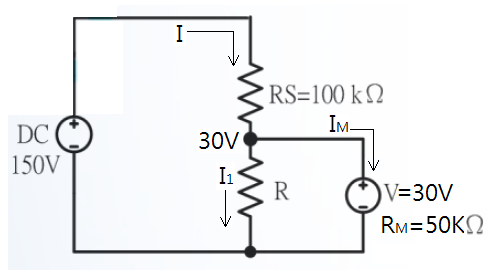 I
RS=100 kΩ
30V
IM
DC
150V
I1
R
V=30V
RM=50KΩ